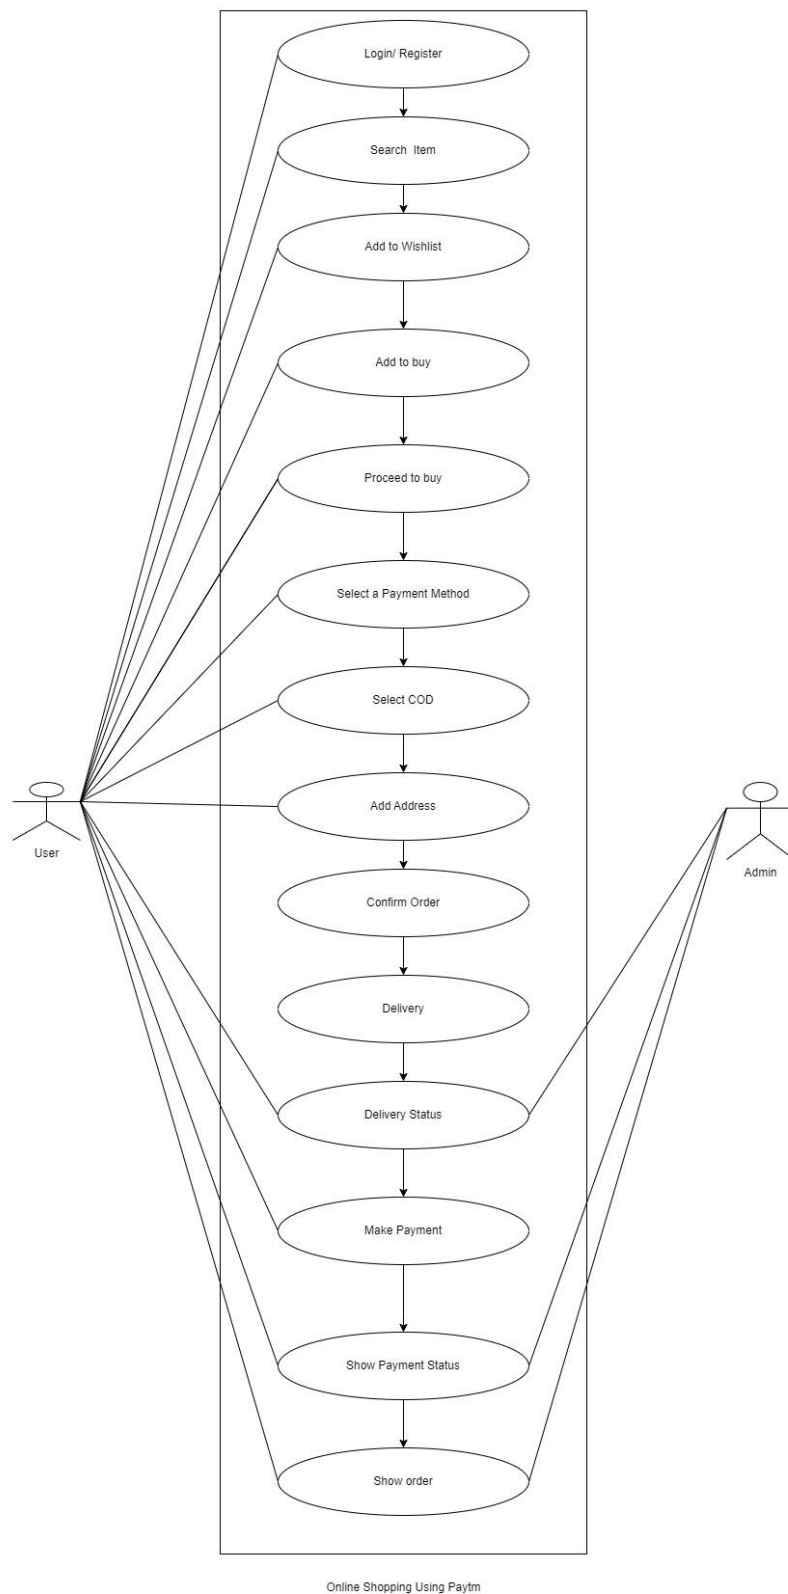 Login/ Register
Search Item
Add to Wishlist
Add to buy
Proceed to buy
Select a Payment Method
Select COD
Add Address
User
Admin
Confirm Order
Delivery
Delivery Status
Make Payment
Show Payment Status
Show order
Online Shopping Using Paytm